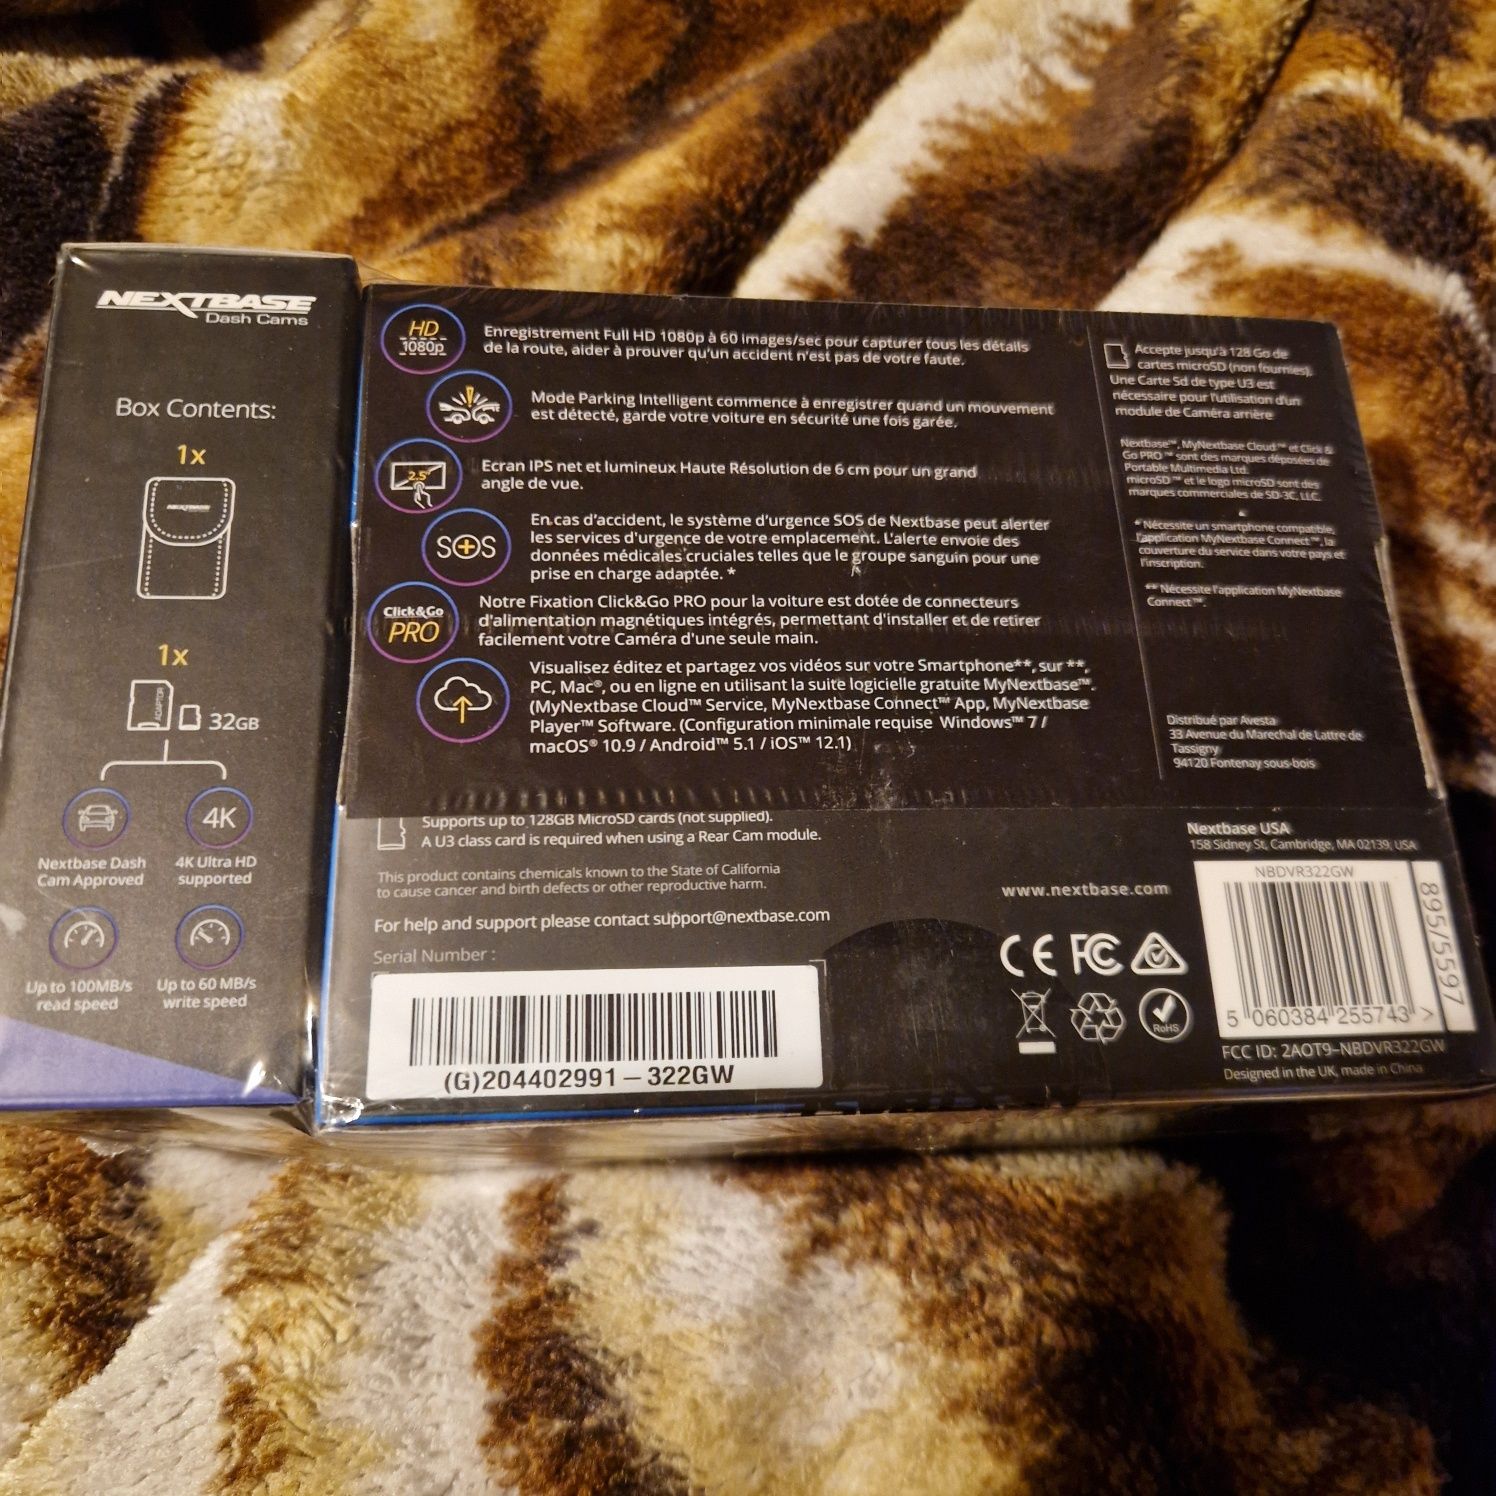 NEXTBASE
Dash Cams
Box Contents:
1x
NEXTBASE
1x
ADAPTOR
32GB
4K
Nextbase Dash
Cam Approved
4K Ultra HD
supported
Up to 100MB/s
read speed
Up to 60 MB/s
write speed
HD
1080p
Enregistrement Full HD 1080p à 60 images/sec pour capturer tous les détails
de la route, aider à prouver qu'un accident n'est pas de votre faute.
Mode Parking Intelligent commence à enregistrer quand un mouvement
est détecté, garde votre voiture en sécurité une fois garée.
2.5"
Ecran IPS net et lumineux Haute Résolution de 6 cm pour un grand
angle de vue.
SOS
En cas d'accident, le système d'urgence SOS de Nextbase peut alerter
les services d'urgence de votre emplacement. L'alerte envoie des
données médicales cruciales telles que le groupe sanguin pour une
prise en charge adaptée. *
Click&Go
PRO
Notre Fixation Click&Go PRO pour la voiture est dotée de connecteurs
d'alimentation magnétiques intégrés, permettant d'installer et de retirer
facilement votre Caméra d'une seule main.
Visualisez éditez et partagez vos vidéos sur votre Smartphone**, sur **,
PC, Mac®, ou en ligne en utilisant la suite logicielle gratuite MyNextbase™.
(MyNextbase Cloud™ Service, MyNextbase Connect™ App, MyNextbase
Player™ Software. (Configuration minimale requise Windows™ 7 /
macOS® 10.9 / Android™ 5.1 / iOS™ 12.1)
Accepte jusqu'à 128 Go de
cartes microSD (non fournies).
Une Carte Sd de type U3 est
nécessaire pour l'utilisation d'un
module de Caméra arrière
Nextbase™, MyNextbase Cloud™ et Click &
Go PRO™ sont des marques déposées de
Portable Multimedia Ltd.
microSD™ et le logo microSD sont des
marques commerciales de SD-3C, LLC.
* Nécessite un smartphone compatible,
l'application MyNextbase Connect™, la
couverture du service dans votre pays et
l'inscription.
** Nécessite l'application MyNextbase
Connect™.
Distribué par Avesta
33 Avenue du Marechal de Lattre de
Tassigny
94120 Fontenay sous-bois
Supports up to 128GB MicroSD cards (not supplied).
A U3 class card is required when using a Rear Cam module.
This product contains chemicals known to the State of California
to cause cancer and birth defects or other reproductive harm.
For help and support please contact support@nextbase.com
Serial Number :
(G)204402991-322GW
www.nextbase.com
CE FC
RoHS
Nextbase USA
158 Sidney St, Cambridge, MA 02139, USA
NBDVR322GW
5 060384 255743 >
895/5597
FCC ID: 2AOT9-NBDVR322GW
Designed in the UK, made in China